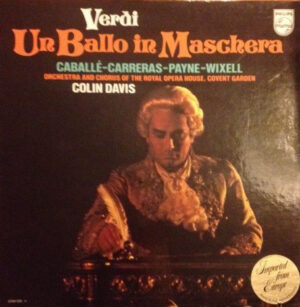 Verdi
Un Ballo in Maschera
CABALLÉ-CARRERAS-PAYNE-WIXELL
ORCHESTRA AND CHORUS OF THE ROYAL OPERA HOUSE, COVENT GARDEN
COLIN DAVIS
PHILIPS
Imported
from
Europe